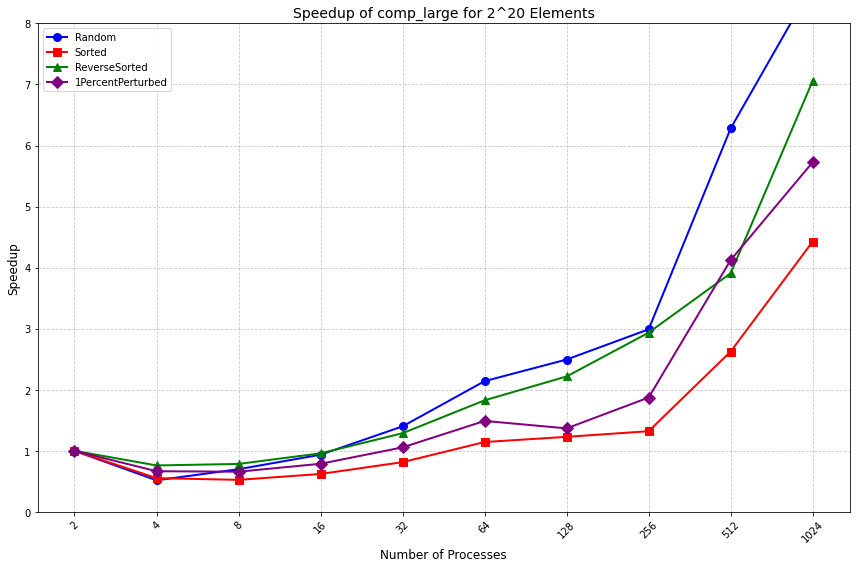 Speedup of comp_large for 2^20 Elements
Random
Sorted
ReverseSorted
1PercentPerturbed
Speedup
8
7
6
5
4
3
2
1
0
2
4
8
16
32
64
128
256
512
1024
Number of Processes